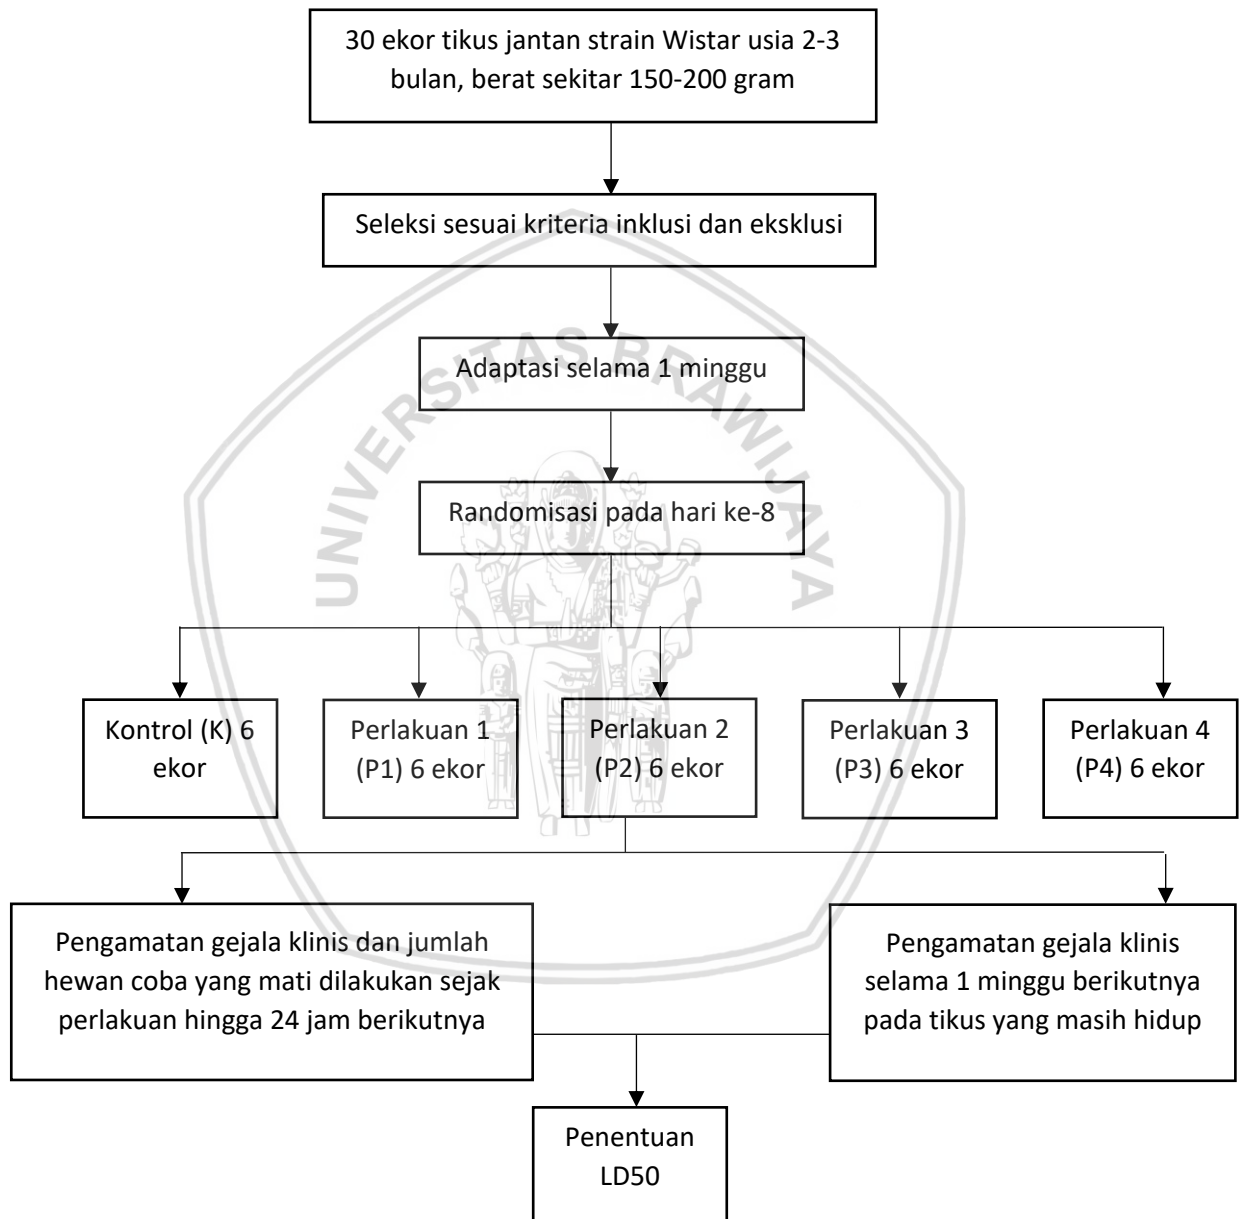 30 ekor tikus jantan strain Wistar usia 2-3
bulan, berat sekitar 150-200 gram
Seleksi sesuai kriteria inklusi dan eksklusi
UNIVERSITAS BRAWIJAYA
Adaptasi selama 1 minggu
Randomisasi pada hari ke-8
Kontrol (K) 6
ekor
Perlakuan 1
(P1) 6 ekor
Perlakuan 2
(P2) 6 ekor
Perlakuan 3
(P3) 6 ekor
Perlakuan 4
(P4) 6 ekor
Pengamatan gejala klinis dan jumlah
hewan coba yang mati dilakukan sejak
perlakuan hingga 24 jam berikutnya
Pengamatan gejala klinis
selama 1 minggu berikutnya
pada tikus yang masih hidup
Penentuan
LD50